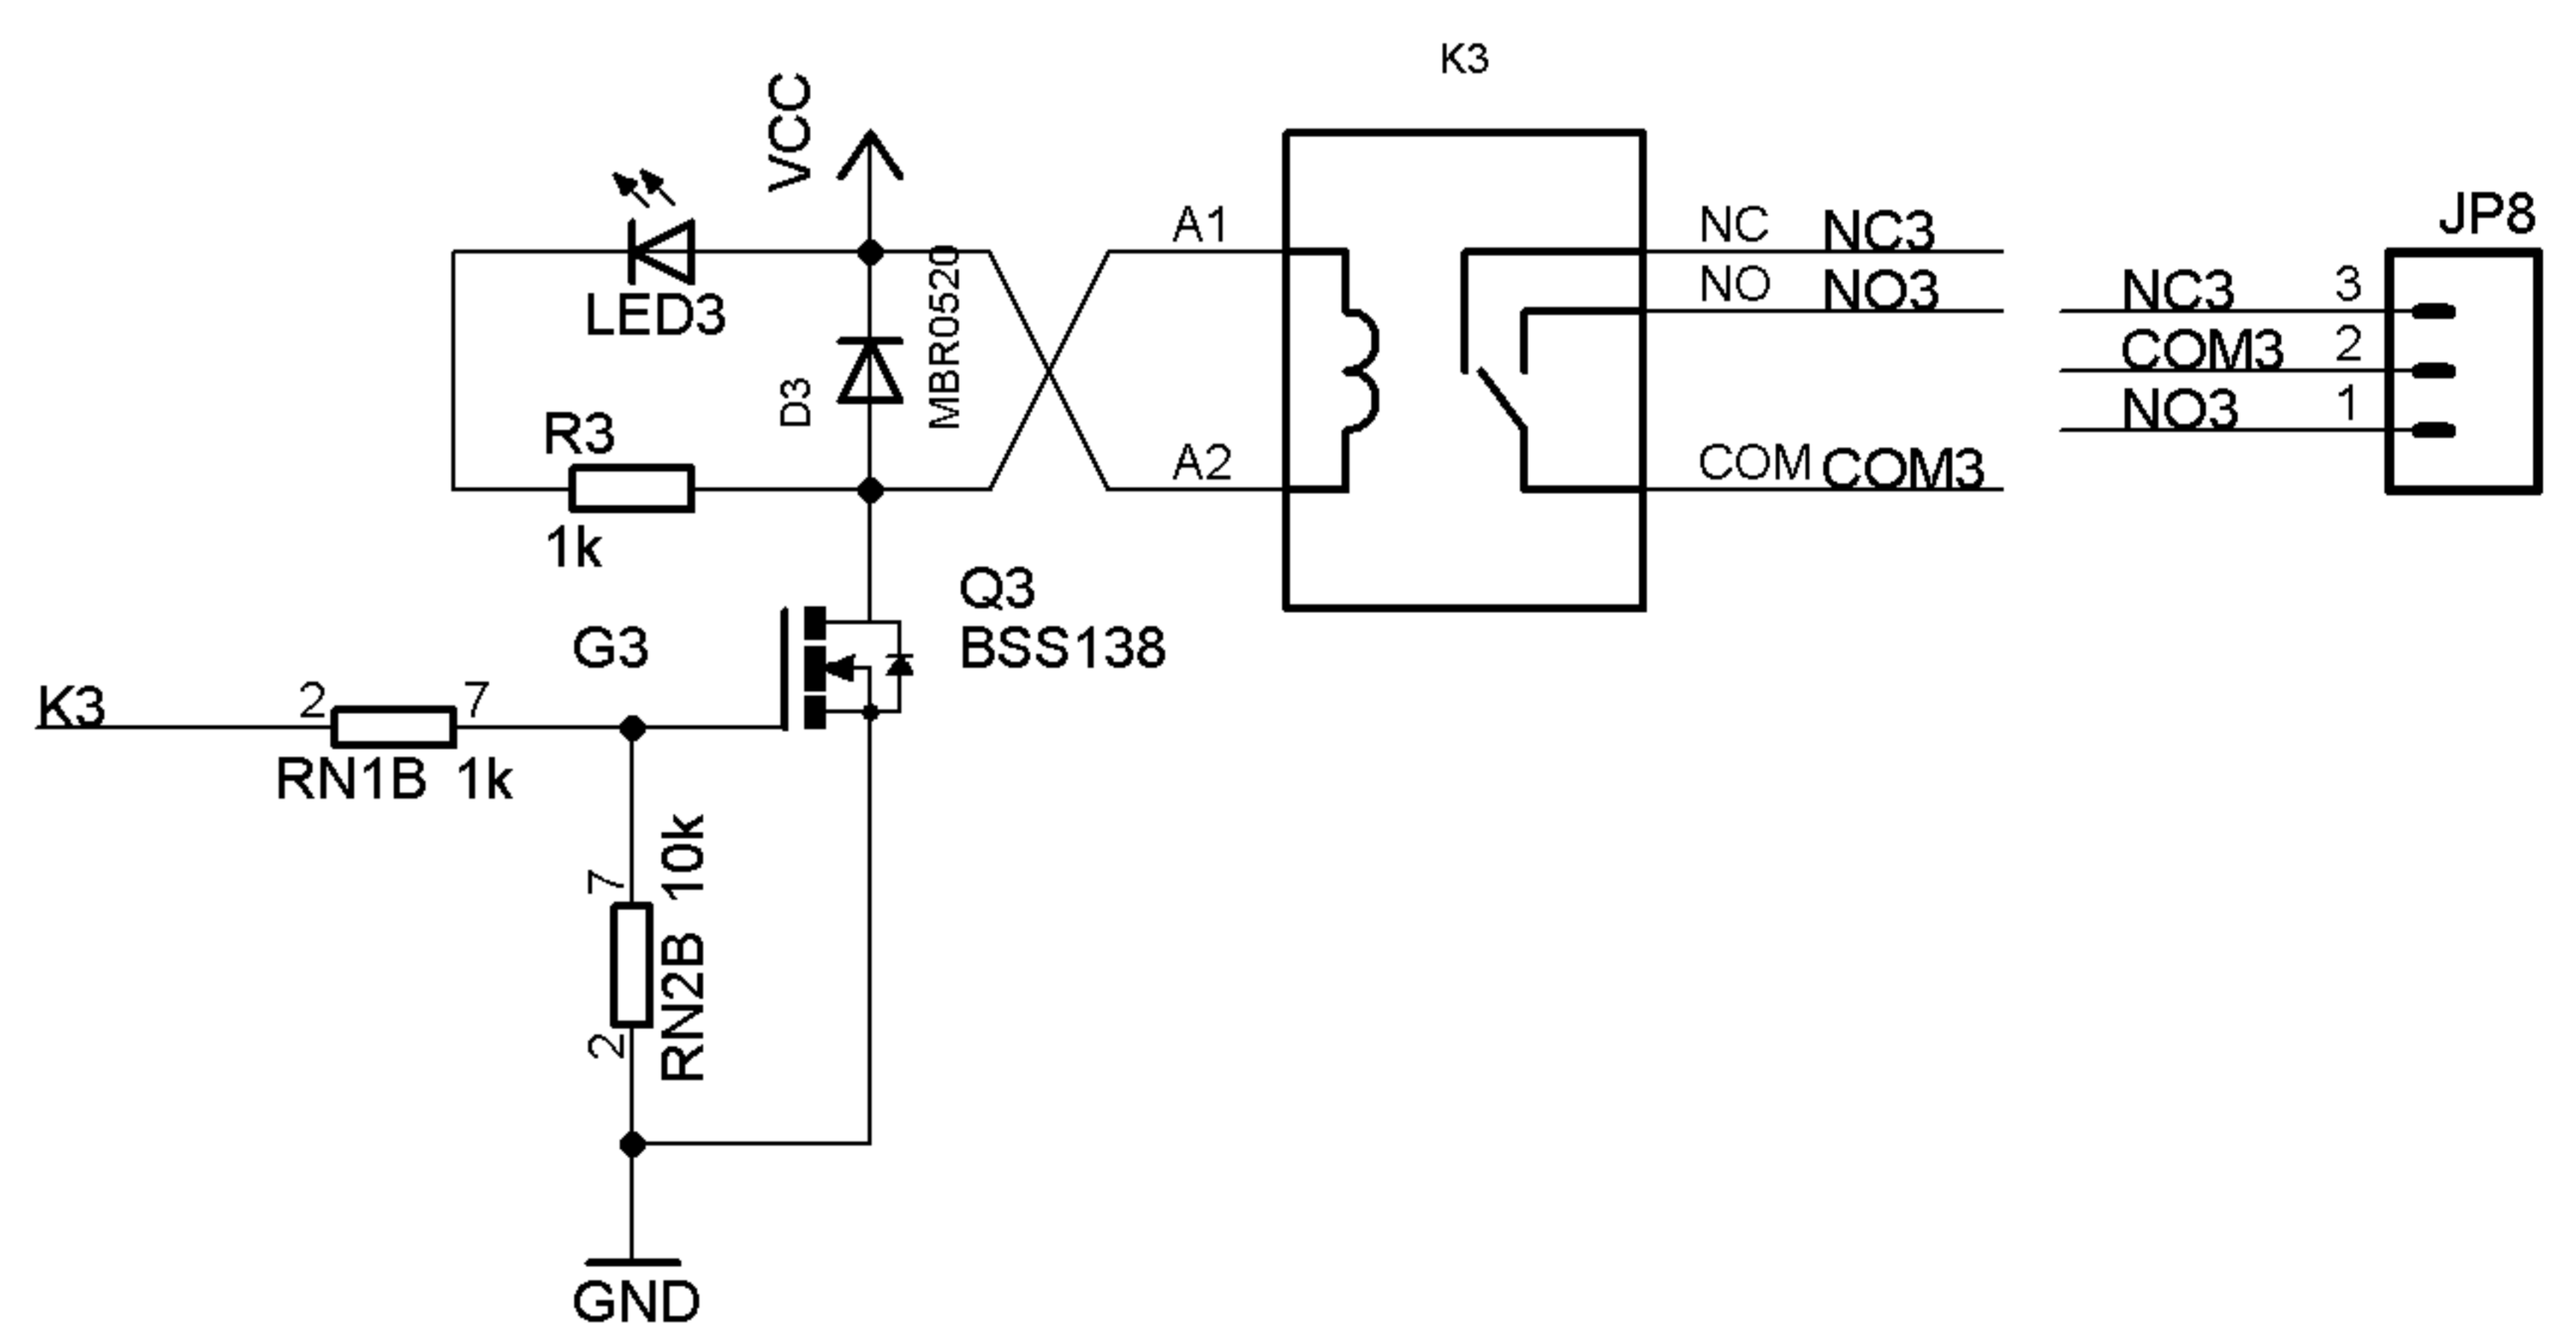 K3
VCC
A1
NC NC3
JP8
LED3
MBR0520
NO NO3
NC3 3
COM3 2
D3
R3
NO3 1
A2
COM COM3
1k
Q3
G3
BSS138
K3
2 7
RN1B 1k
7
10k
RN2B
2
GND